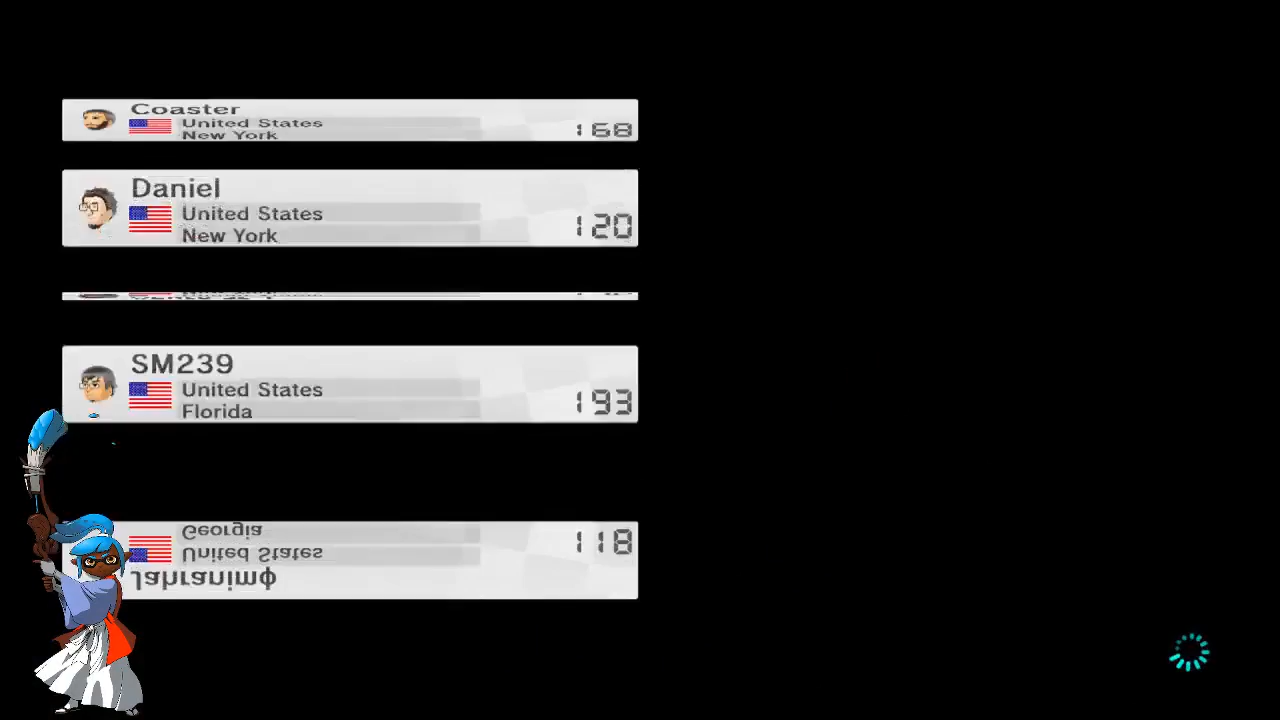 Coaster
United States
New York
168
Daniel
United States
New York
120
SM239
United States
Florida
193
Georgia
United States
118